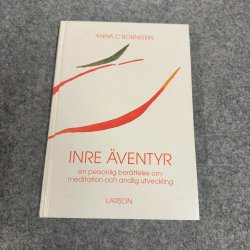 ANNA C BORNSTEIN
INRE ÄVENTYR
en personlig berättelse om
meditation och andlig utveckling
LARSON